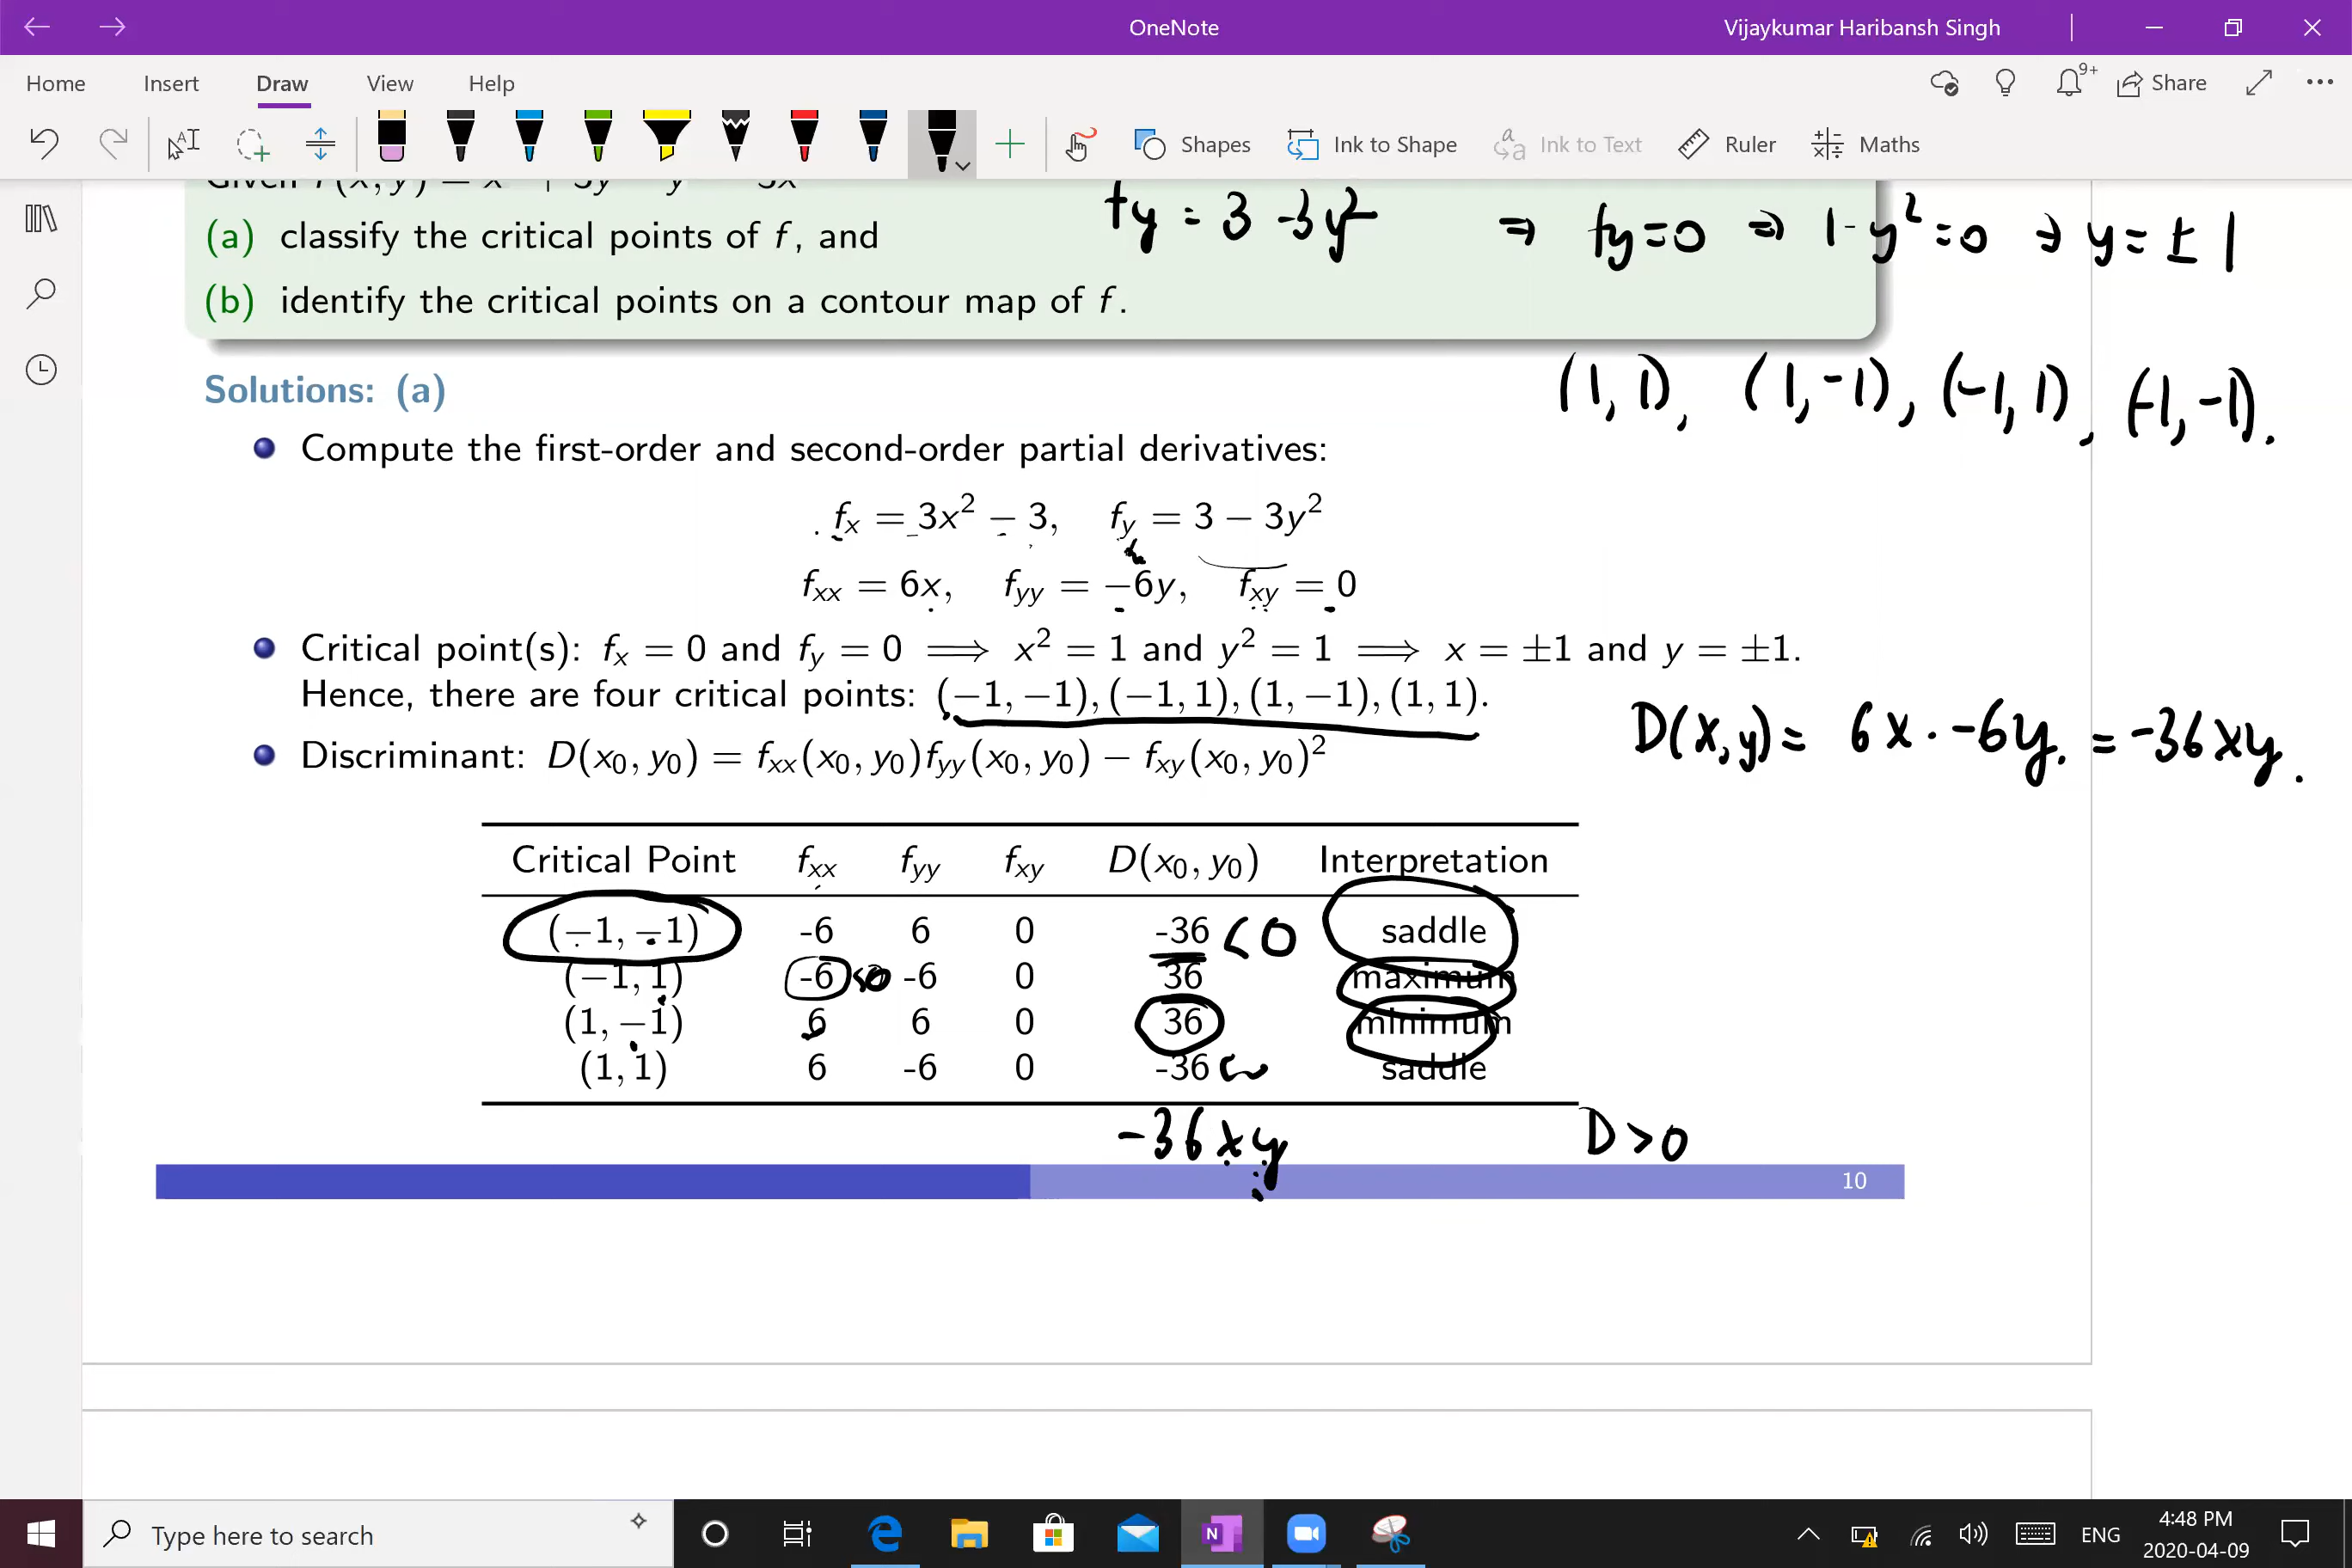 OneNote
Vijaykumar Haribansh Singh
Home Insert Draw View Help
9+ Share
Shapes Ink to Shape Ink to Text Ruler Maths
fy = 3 - 3y² ⇒ fy = 0 ⇒ 1 - y² = 0 ⇒ y = ± 1
(a) classify the critical points of f, and
(b) identify the critical points on a contour map of f.
(1, 1), (1, -1), (-1, 1), (-1, -1).
Solutions: (a)
Compute the first-order and second-order partial derivatives:
fx = 3x² − 3, fy = 3 − 3y²
fxx = 6x, fyy = −6y, fxy = 0
Critical point(s): fx = 0 and fy = 0 ⟹ x² = 1 and y² = 1 ⟹ x = ±1 and y = ±1.
Hence, there are four critical points: (−1, −1), (−1, 1), (1, −1), (1, 1).
D(x, y) = 6x · -6y. = -36xy.
Discriminant: D(x0, y0) = fxx(x0, y0)fyy(x0, y0) − fxy(x0, y0)²
Critical Point fxx fyy fxy D(x0, y0) Interpretation
(−1, −1) -6 6 0 -36 <0 saddle
(−1, 1) -6 <0 -6 0 36 maximum
(1, −1) 6 6 0 36 minimum
(1, 1) 6 -6 0 -36 saddle
-36xy D>0
10
Type here to search
ENG
4:48 PM
2020-04-09